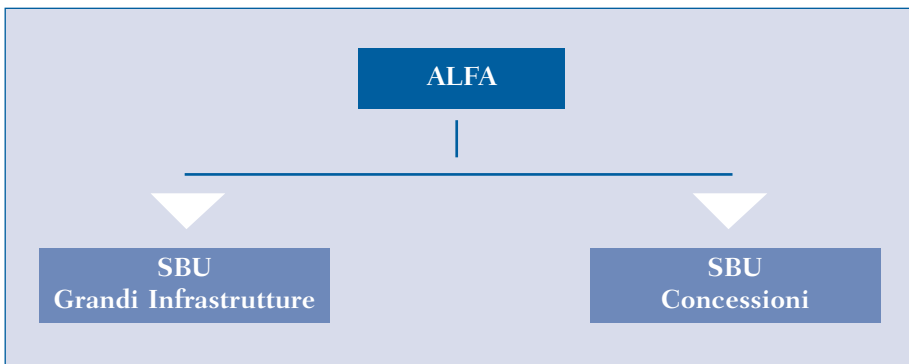 ALFA
SBU
Grandi Infrastrutture
SBU
Concessioni